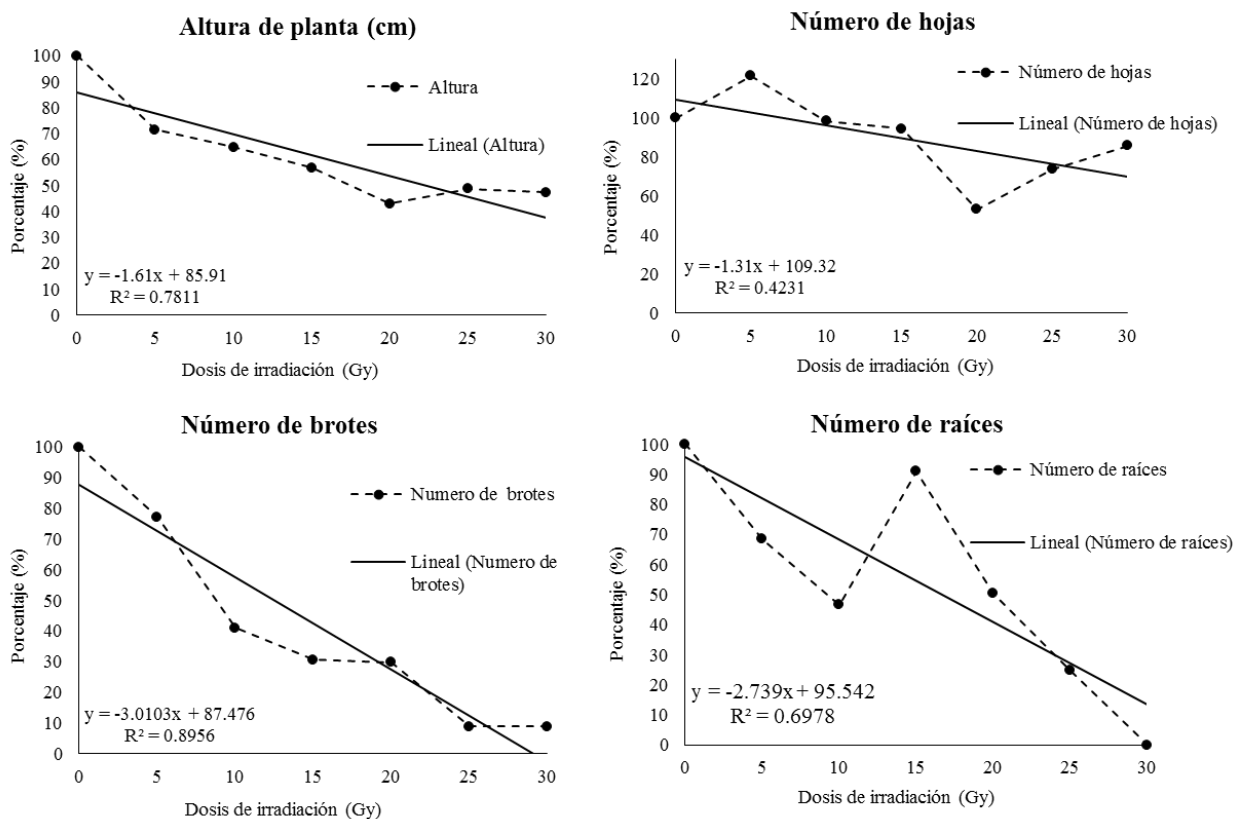 Altura de planta (cm)
Porcentaje (%)
100
90
80
70
60
50
40
30
20
10
0
Altura
Lineal (Altura)
y = -1.61x + 85.91
R² = 0.7811
0 5 10 15 20 25 30
Dosis de irradiación (Gy)
Número de hojas
Porcentaje (%)
120
100
80
60
40
20
0
Número de hojas
Lineal (Número de hojas)
y = -1.31x + 109.32
R² = 0.4231
0 5 10 15 20 25 30
Dosis de irradiación (Gy)
Número de brotes
Porcentaje (%)
100
90
80
70
60
50
40
30
20
10
0
Numero de brotes
Lineal (Numero de
brotes)
y = -3.0103x + 87.476
R² = 0.8956
0 5 10 15 20 25 30
Dosis de irradiación (Gy)
Número de raíces
Porcentaje (%)
100
90
80
70
60
50
40
30
20
10
0
Número de raíces
Lineal (Número de raíces)
y = -2.739x + 95.542
R² = 0.6978
0 5 10 15 20 25 30
Dosis de irradiación (Gy)